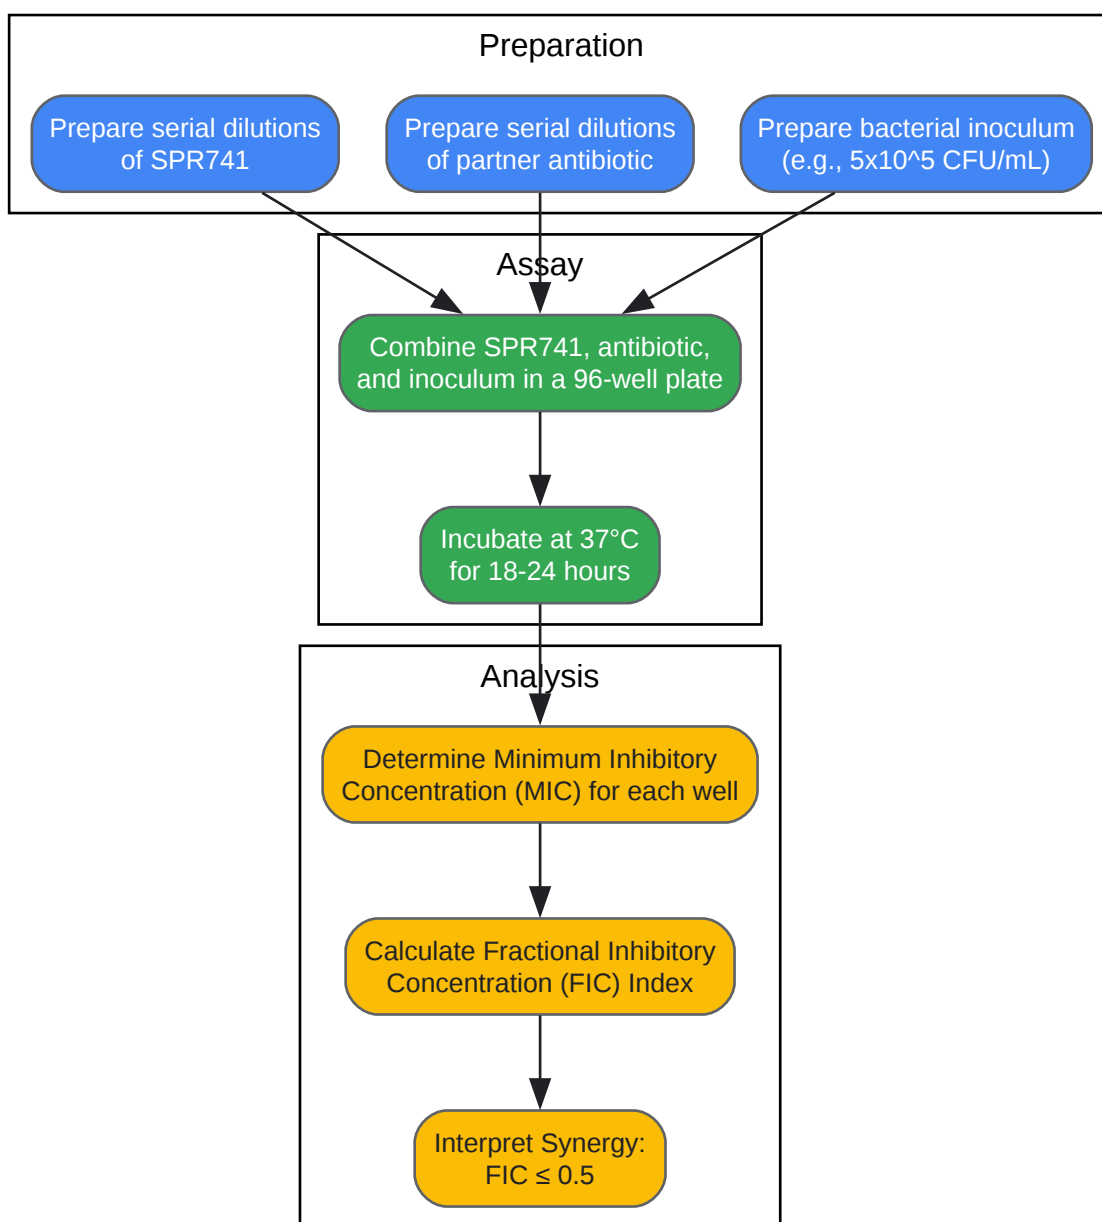 Preparation
Prepare serial dilutions
of SPR741
Prepare serial dilutions
of partner antibiotic
Prepare bacterial inoculum
(e.g., 5x10^5 CFU/mL)
Assay
Combine SPR741, antibiotic,
and inoculum in a 96-well plate
Incubate at 37°C
for 18-24 hours
Analysis
Determine Minimum Inhibitory
Concentration (MIC) for each well
Calculate Fractional Inhibitory
Concentration (FIC) Index
Interpret Synergy:
FIC ≤ 0.5